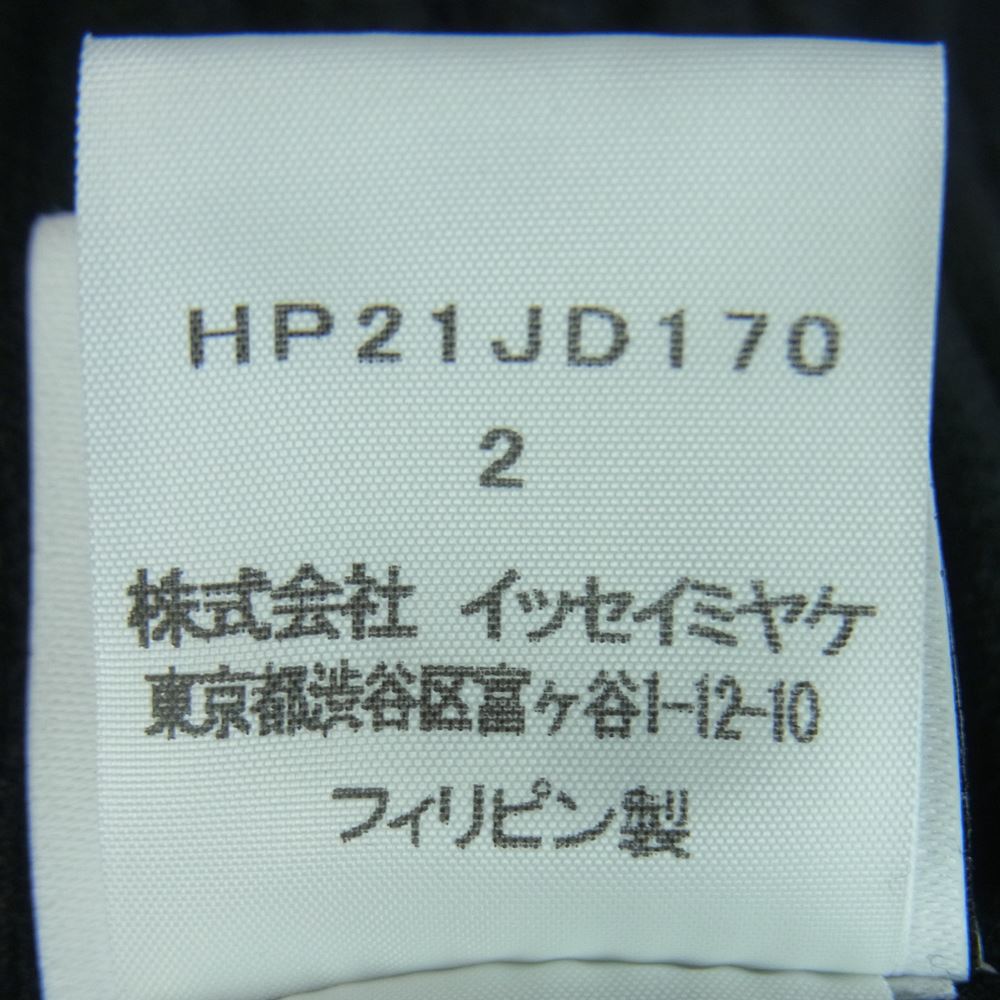 HP21JD170
2
株式会社 イッセイミヤケ
東京都渋谷区富ヶ谷1-12-10
フィリピン製